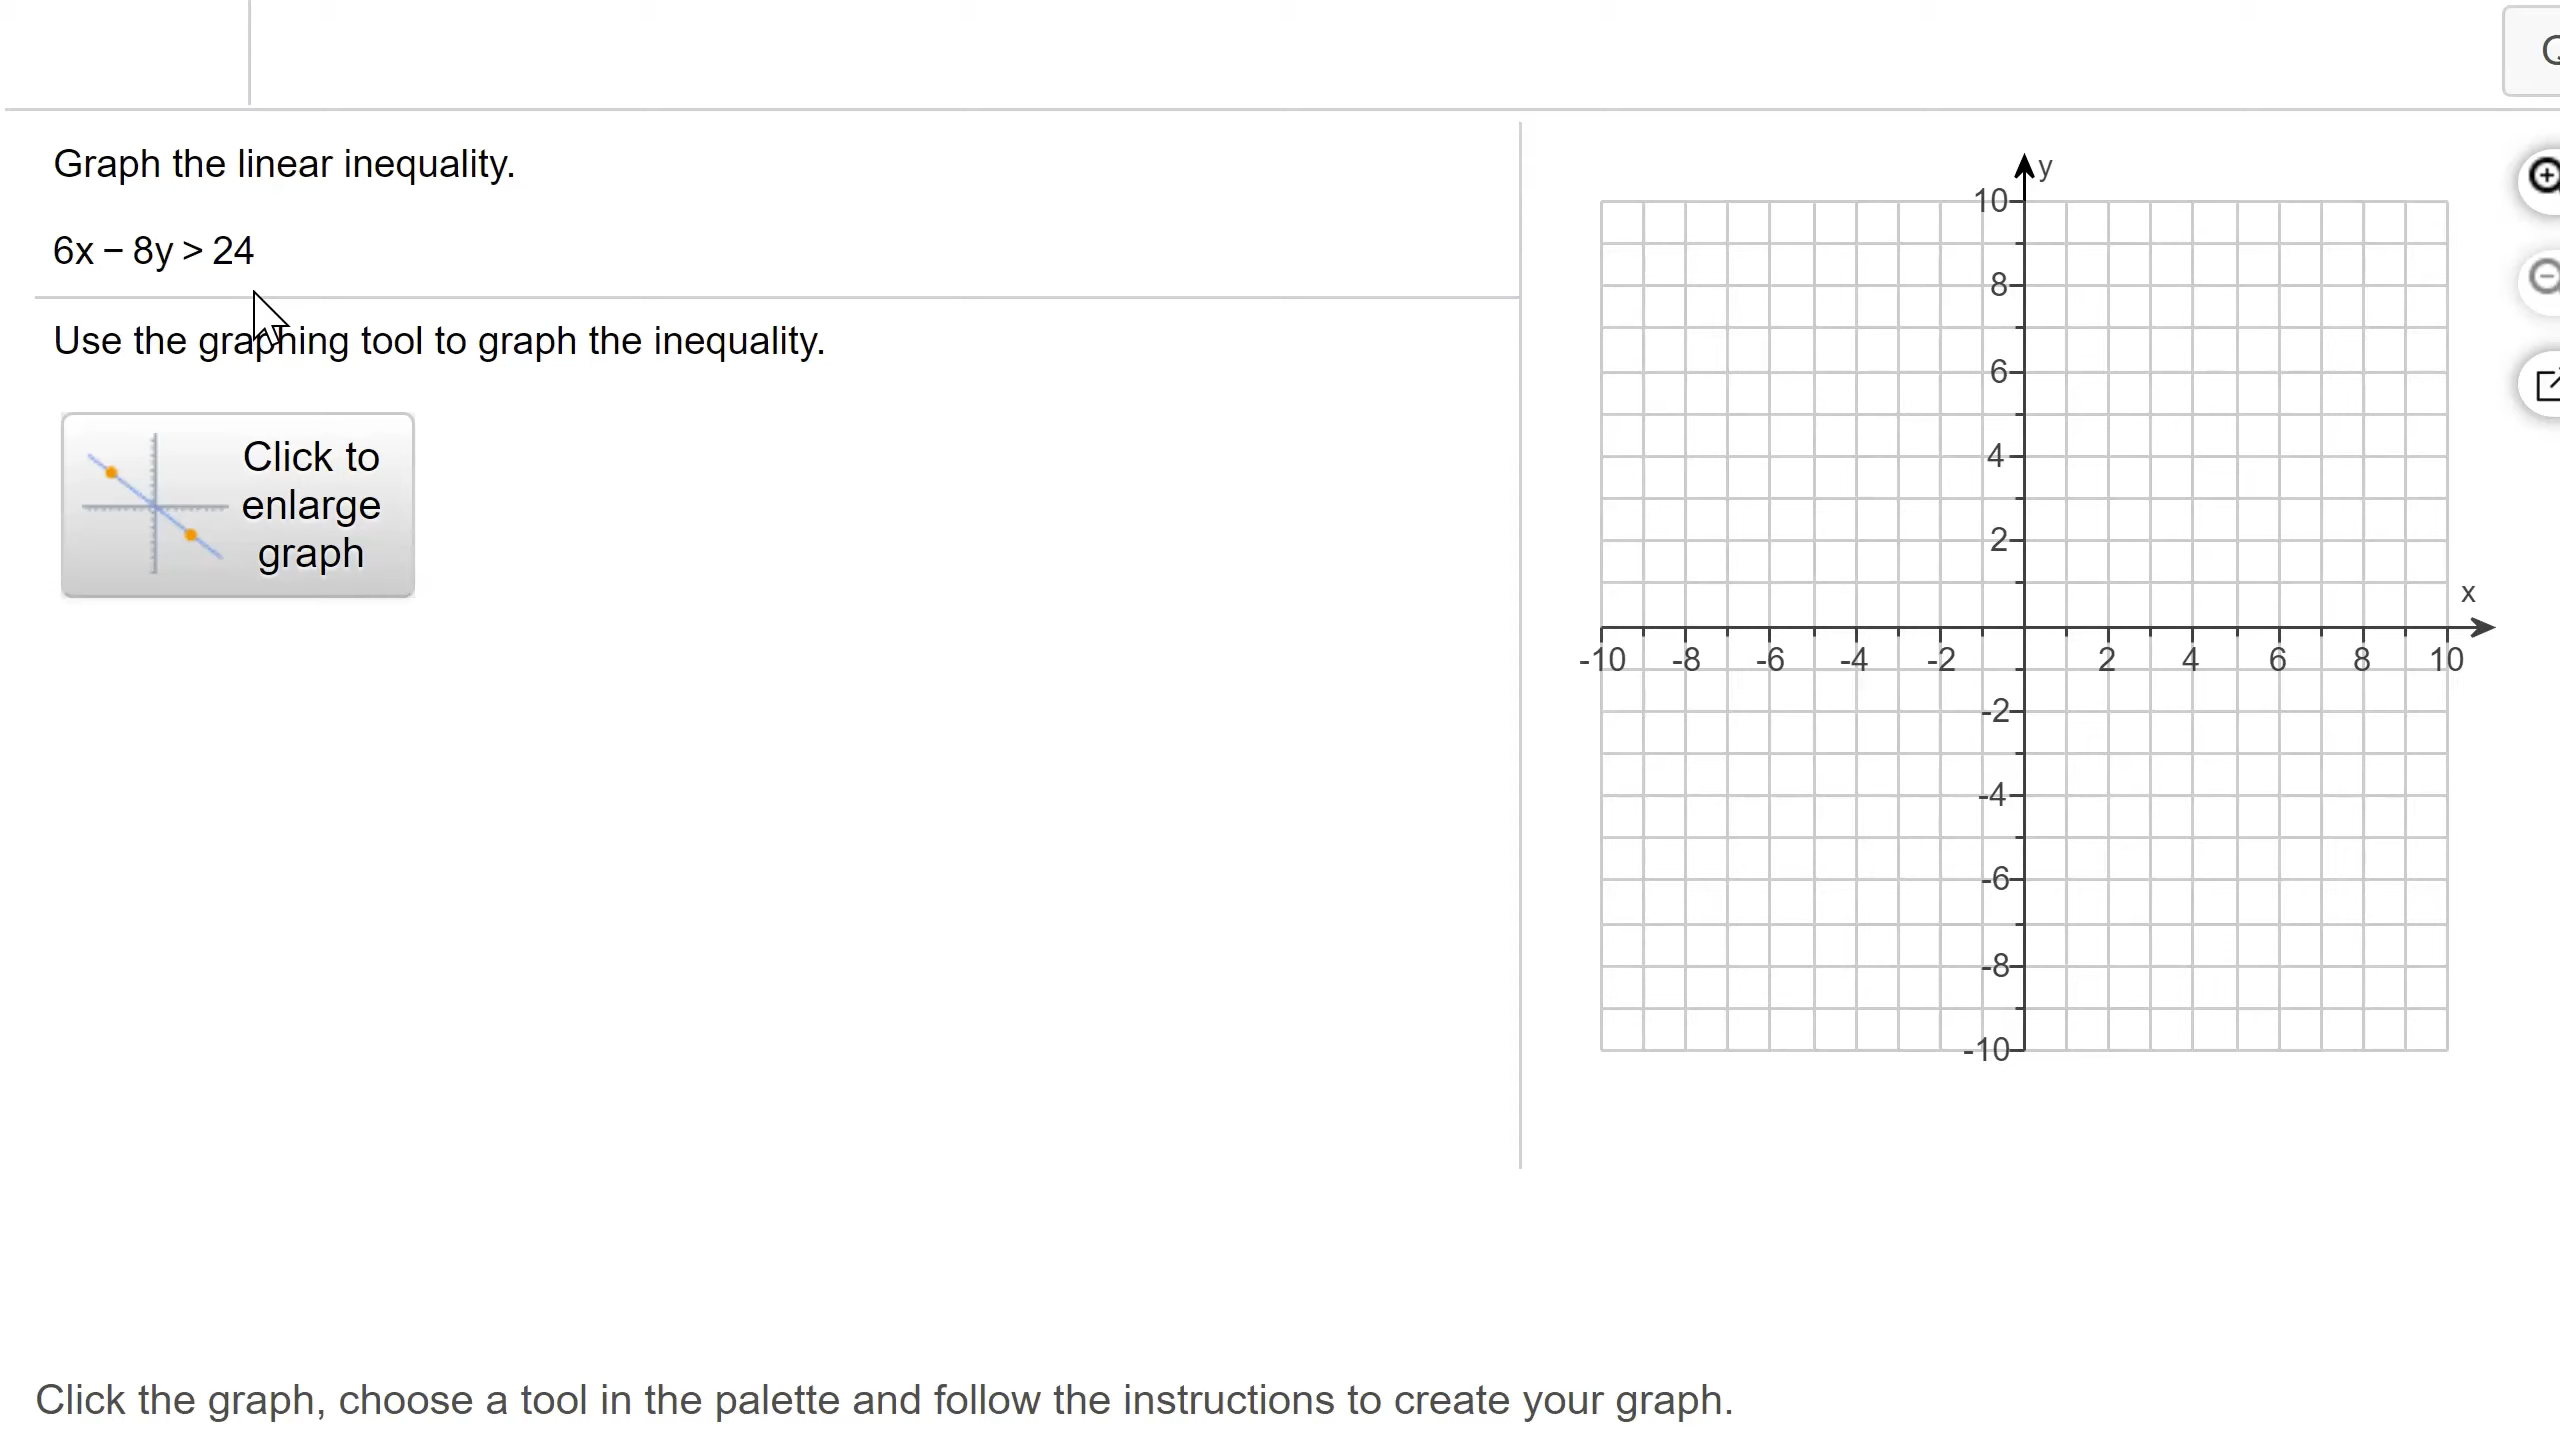 Graph the linear inequality.
6x − 8y > 24
Use the graphing tool to graph the inequality.
Click to
enlarge
graph
y
10
8
6
4
2
x
-10 -8 -6 -4 -2 2 4 6 8 10
-2
-4
-6
-8
-10
Click the graph, choose a tool in the palette and follow the instructions to create your graph.